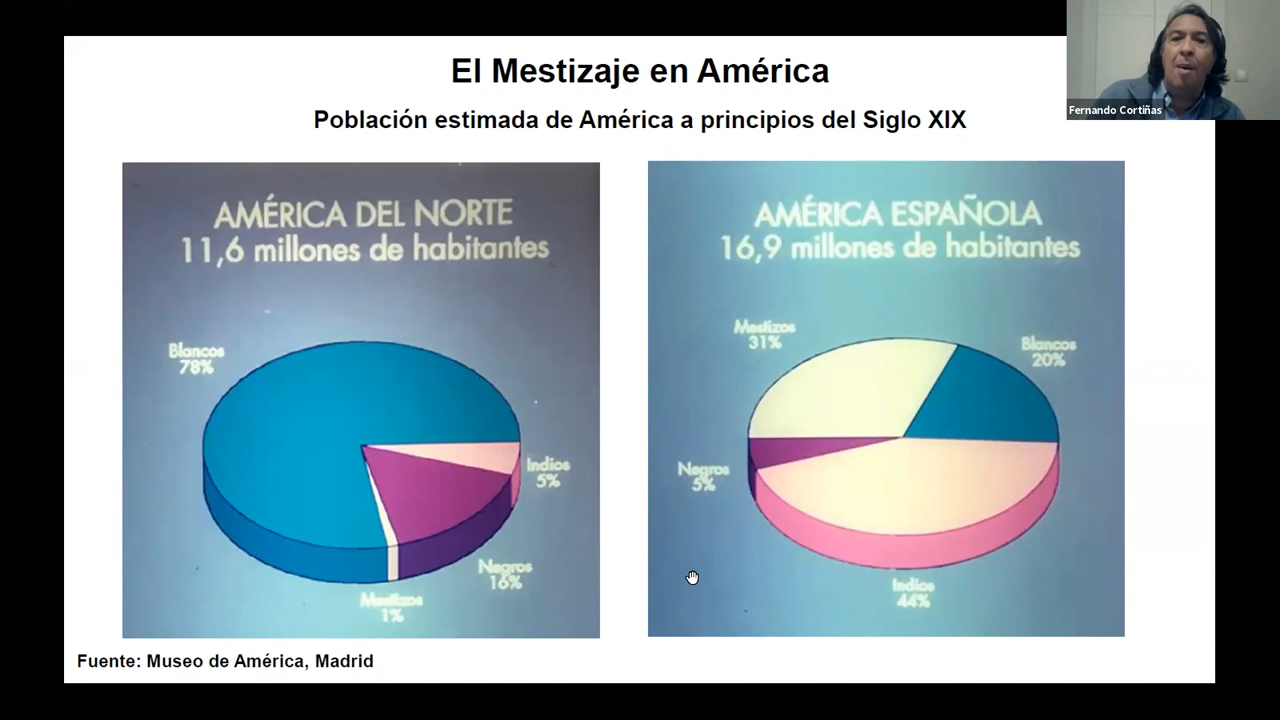 El Mestizaje en América
Población estimada de América a principios del Siglo XIX
Fernando Cortiñas
AMÉRICA DEL NORTE
11,6 millones de habitantes
Blancos
78%
Indios
5%
Negros
16%
Mestizos
1%
AMÉRICA ESPAÑOLA
16,9 millones de habitantes
Mestizos
31%
Blancos
20%
Negros
5%
Indios
44%
Fuente: Museo de América, Madrid